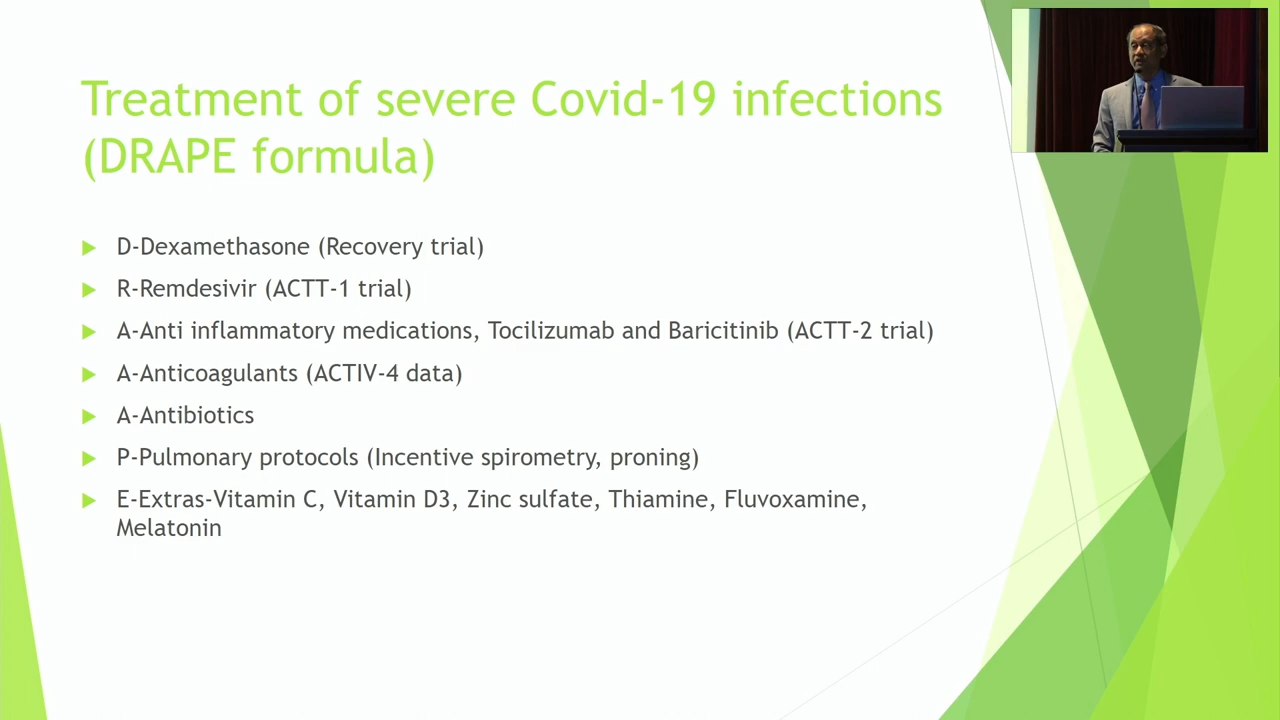 Treatment of severe Covid-19 infections
(DRAPE formula)
D-Dexamethasone (Recovery trial)
R-Remdesivir (ACTT-1 trial)
A-Anti inflammatory medications, Tocilizumab and Baricitinib (ACTT-2 trial)
A-Anticoagulants (ACTIV-4 data)
A-Antibiotics
P-Pulmonary protocols (Incentive spirometry, proning)
E-Extras-Vitamin C, Vitamin D3, Zinc sulfate, Thiamine, Fluvoxamine,
Melatonin